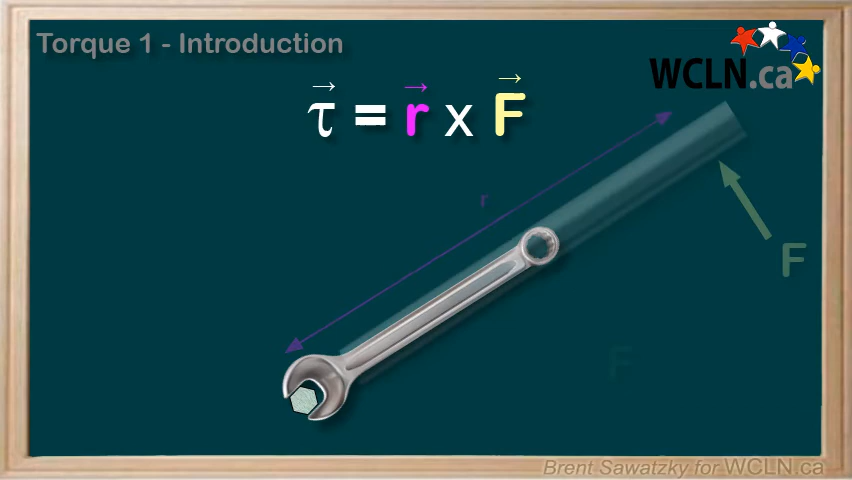 Torque 1 - Introduction
WCLN.ca
τ⃗ = r⃗ x F⃗
r
F
F
Brent Sawatzky for WCLN.ca